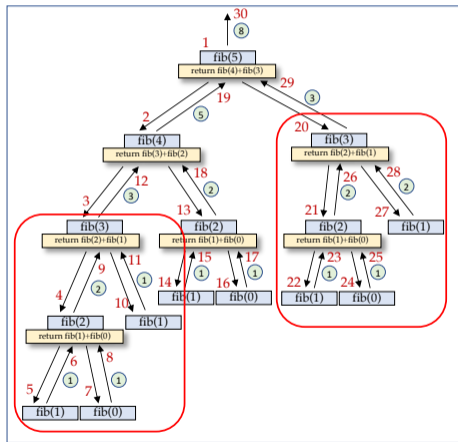 30
1
8
fib(5)
return fib(4)+fib(3)
29
2
19
5
3
20
fib(4)
return fib(3)+fib(2)
fib(3)
return fib(2)+fib(1)
3
12
3
18
2
13
26
2
28
2
21
27
fib(3)
return fib(2)+fib(1)
fib(2)
return fib(1)+fib(0)
fib(2)
return fib(1)+fib(0)
fib(1)
4
9
2
11
1
10
14
15
1
16
17
1
22
23
1
24
25
1
fib(1)
fib(0)
fib(1)
fib(0)
fib(2)
return fib(1)+fib(0)
fib(1)
5
6
1
7
8
1
fib(1)
fib(0)